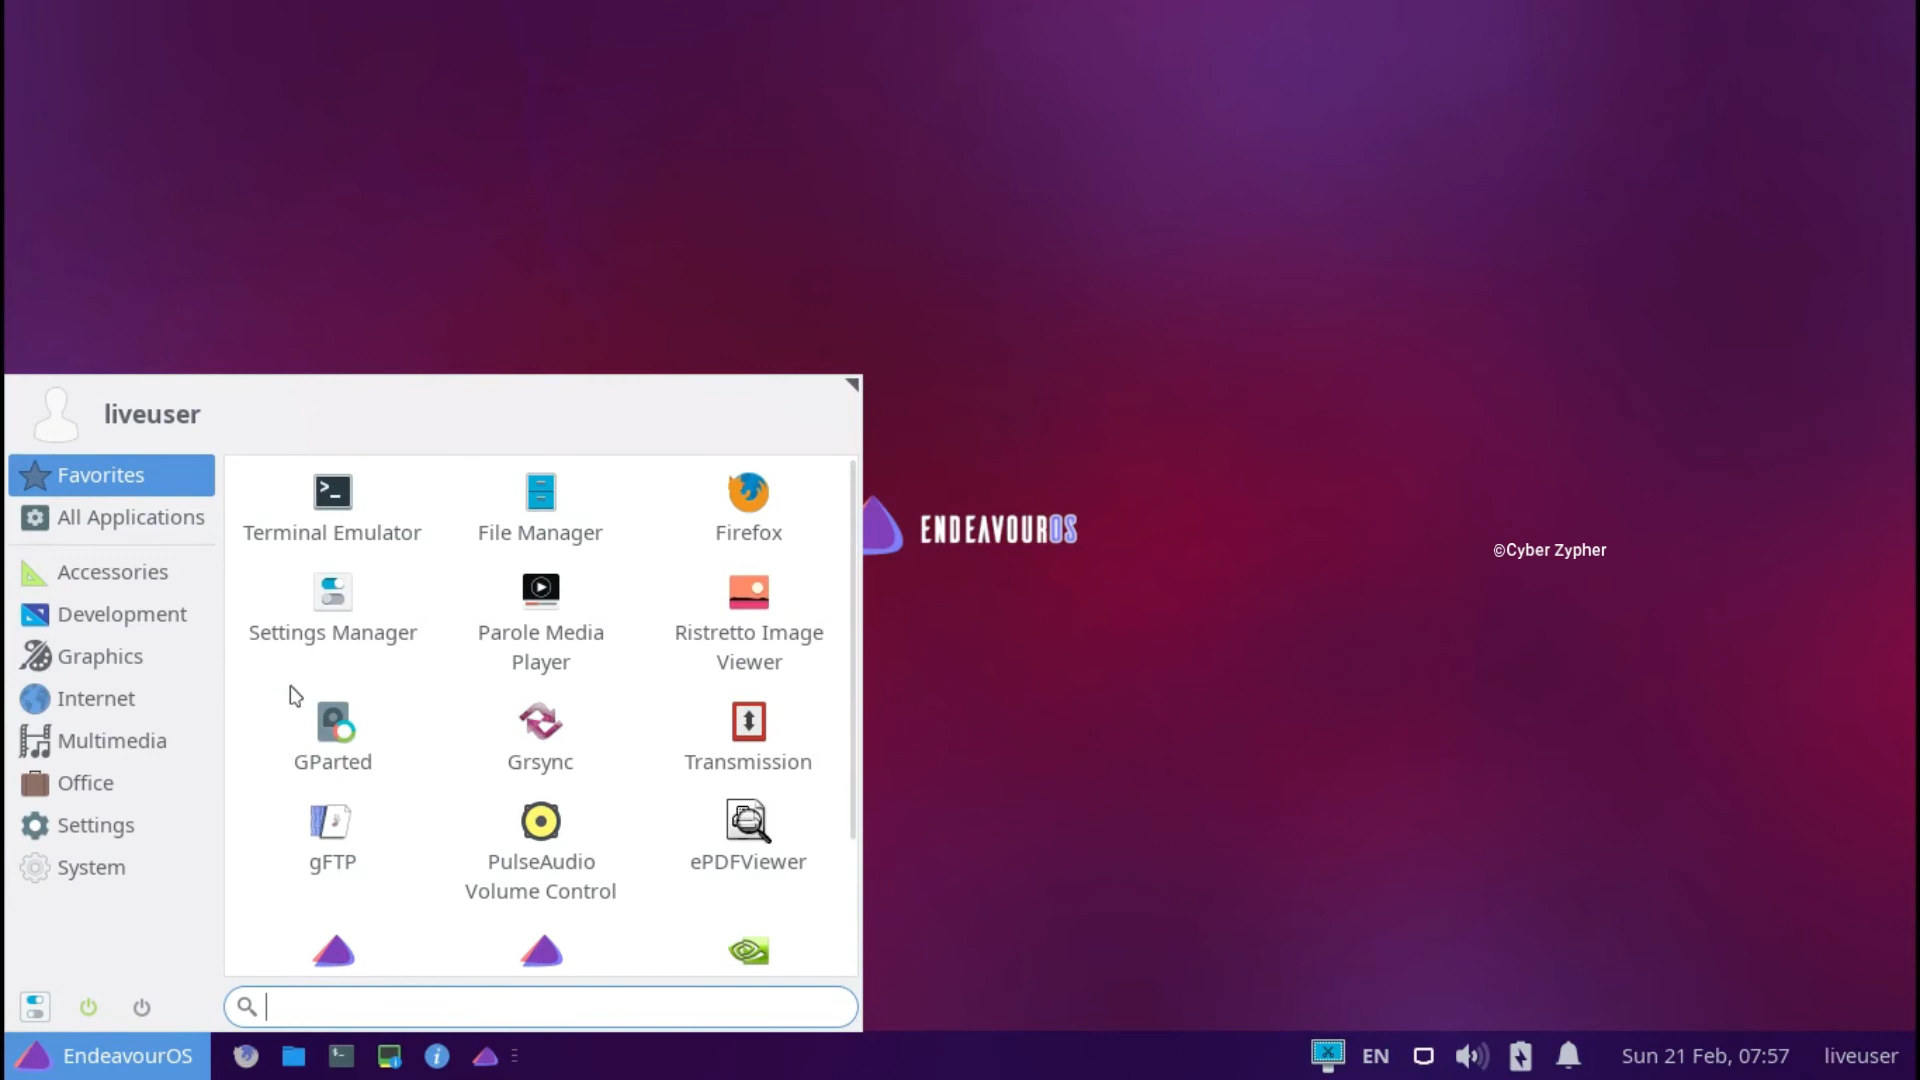 liveuser
Favorites
All Applications
Accessories
Development
Graphics
Internet
Multimedia
Office
Settings
System
Terminal Emulator
File Manager
Firefox
Settings Manager
Parole Media
Player
Ristretto Image
Viewer
GParted
Grsync
Transmission
gFTP
PulseAudio
Volume Control
ePDFViewer
ENDEAVOUROS
©Cyber Zypher
EndeavourOS
EN
Sun 21 Feb, 07:57
liveuser